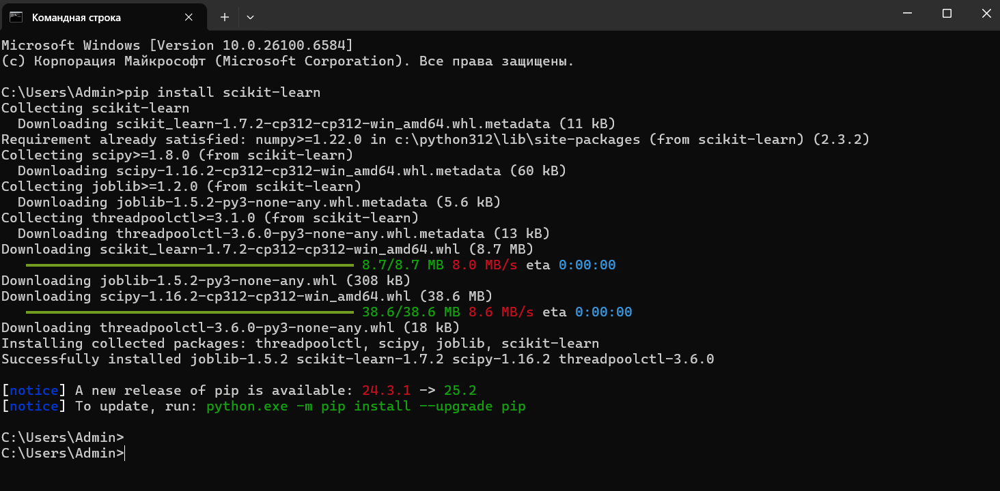 Командная строка
Microsoft Windows [Version 10.0.26100.6584]
(c) Корпорация Майкрософт (Microsoft Corporation). Все права защищены.
C:\Users\Admin>pip install scikit-learn
Collecting scikit-learn
  Downloading scikit_learn-1.7.2-cp312-cp312-win_amd64.whl.metadata (11 kB)
Requirement already satisfied: numpy>=1.22.0 in c:\python312\lib\site-packages (from scikit-learn) (2.3.2)
Collecting scipy>=1.8.0 (from scikit-learn)
  Downloading scipy-1.16.2-cp312-cp312-win_amd64.whl.metadata (60 kB)
Collecting joblib>=1.2.0 (from scikit-learn)
  Downloading joblib-1.5.2-py3-none-any.whl.metadata (5.6 kB)
Collecting threadpoolctl>=3.1.0 (from scikit-learn)
  Downloading threadpoolctl-3.6.0-py3-none-any.whl.metadata (13 kB)
Downloading scikit_learn-1.7.2-cp312-cp312-win_amd64.whl (8.7 MB)
8.7/8.7 MB 8.0 MB/s eta 0:00:00
Downloading joblib-1.5.2-py3-none-any.whl (308 kB)
Downloading scipy-1.16.2-cp312-cp312-win_amd64.whl (38.6 MB)
38.6/38.6 MB 8.6 MB/s eta 0:00:00
Downloading threadpoolctl-3.6.0-py3-none-any.whl (18 kB)
Installing collected packages: threadpoolctl, scipy, joblib, scikit-learn
Successfully installed joblib-1.5.2 scikit-learn-1.7.2 scipy-1.16.2 threadpoolctl-3.6.0
[notice] A new release of pip is available: 24.3.1 -> 25.2
[notice] To update, run: python.exe -m pip install --upgrade pip
C:\Users\Admin>
C:\Users\Admin>